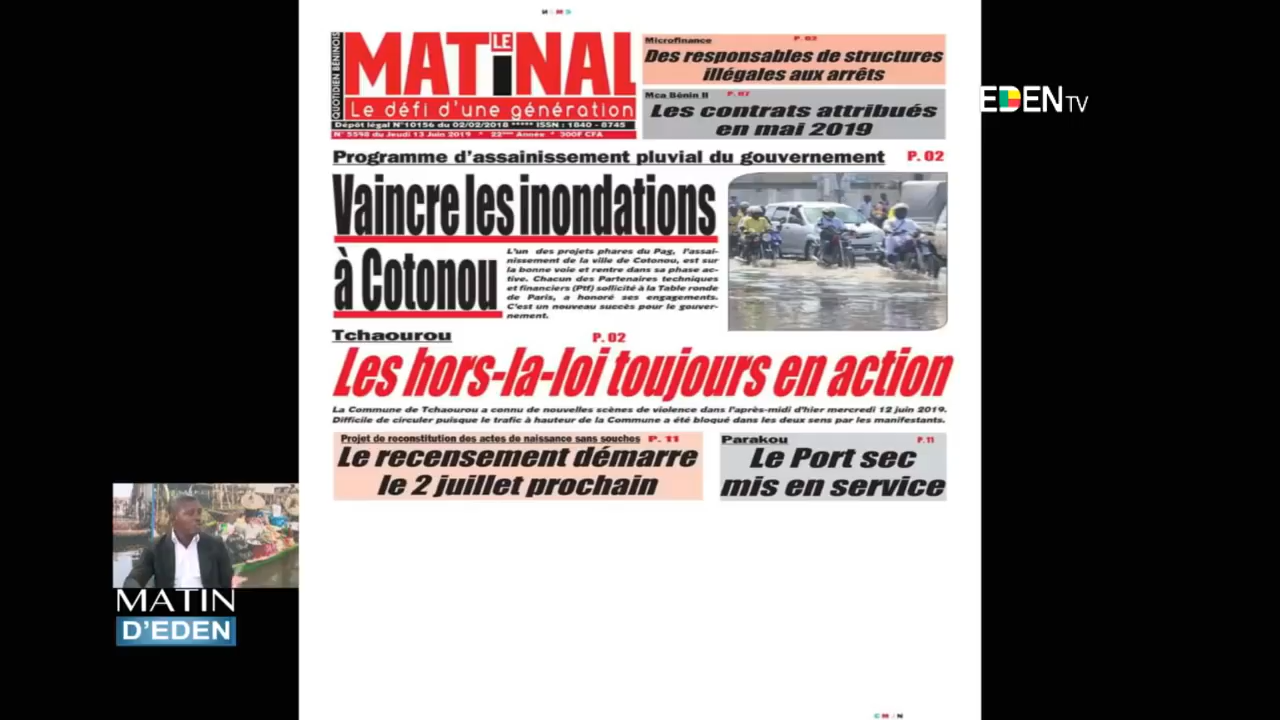 QUOTIDIEN BENINOIS
LE
MATiNAL
Le défi d'une génération
Dépôt légal N°10156 du 02/02/2018 ***** ISSN : 1840 - 8745
N° 5598 du Jeudi 13 Juin 2019 * 22ème Année * 300F CFA
Microfinance P. 02
Des responsables de structures
illégales aux arrêts
Mca Bénin II P. 07
Les contrats attribués
en mai 2019
EDEN TV
Programme d'assainissement pluvial du gouvernement P. 02
Vaincre les inondations
à Cotonou
L'un des projets phares du Pag, l'assai-
nissement de la ville de Cotonou, est sur
la bonne voie et rentre dans sa phase ac-
tive. Chacun des Partenaires techniques
et financiers (Ptf) sollicité à la Table ronde
de Paris, a honoré ses engagements.
C'est un nouveau succès pour le gouver-
nement.
Tchaourou P. 02
Les hors-la-loi toujours en action
La Commune de Tchaourou a connu de nouvelles scènes de violence dans l'après-midi d'hier mercredi 12 juin 2019.
Difficile de circuler puisque le trafic à hauteur de la Commune a été bloqué dans les deux sens par les manifestants.
Projet de reconstitution des actes de naissance sans souches P. 11
Le recensement démarre
le 2 juillet prochain
Parakou P. 11
Le Port sec
mis en service
MATIN
D'EDEN